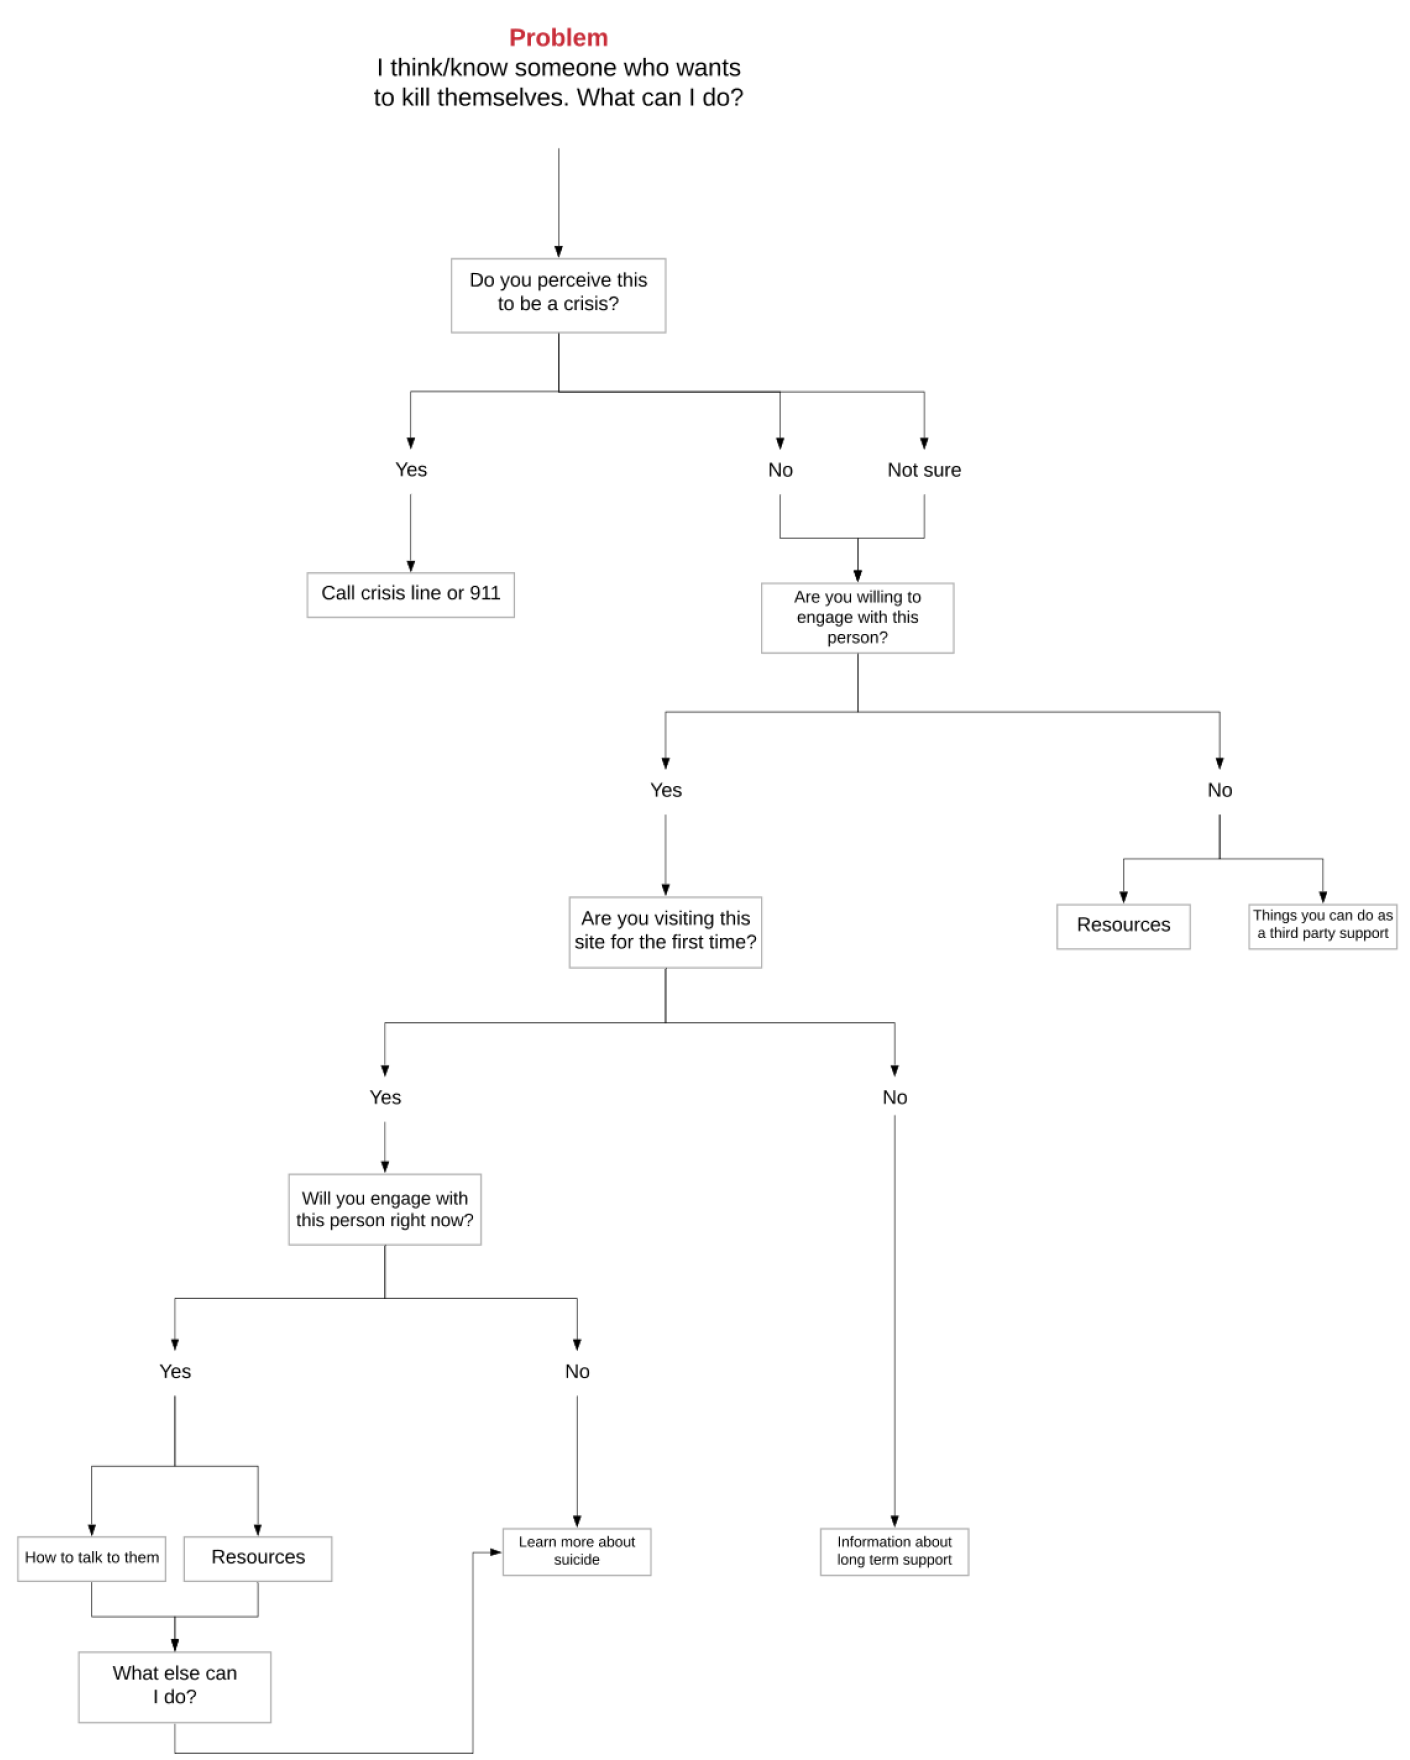 Problem
I think/know someone who wants
to kill themselves. What can I do?
Do you perceive this
to be a crisis?
Yes
No
Not sure
Call crisis line or 911
Are you willing to
engage with this
person?
Yes
No
Are you visiting this
site for the first time?
Resources
Things you can do as
a third party support
Yes
No
Will you engage with
this person right now?
Yes
No
How to talk to them
Resources
Learn more about
suicide
Information about
long term support
What else can
I do?